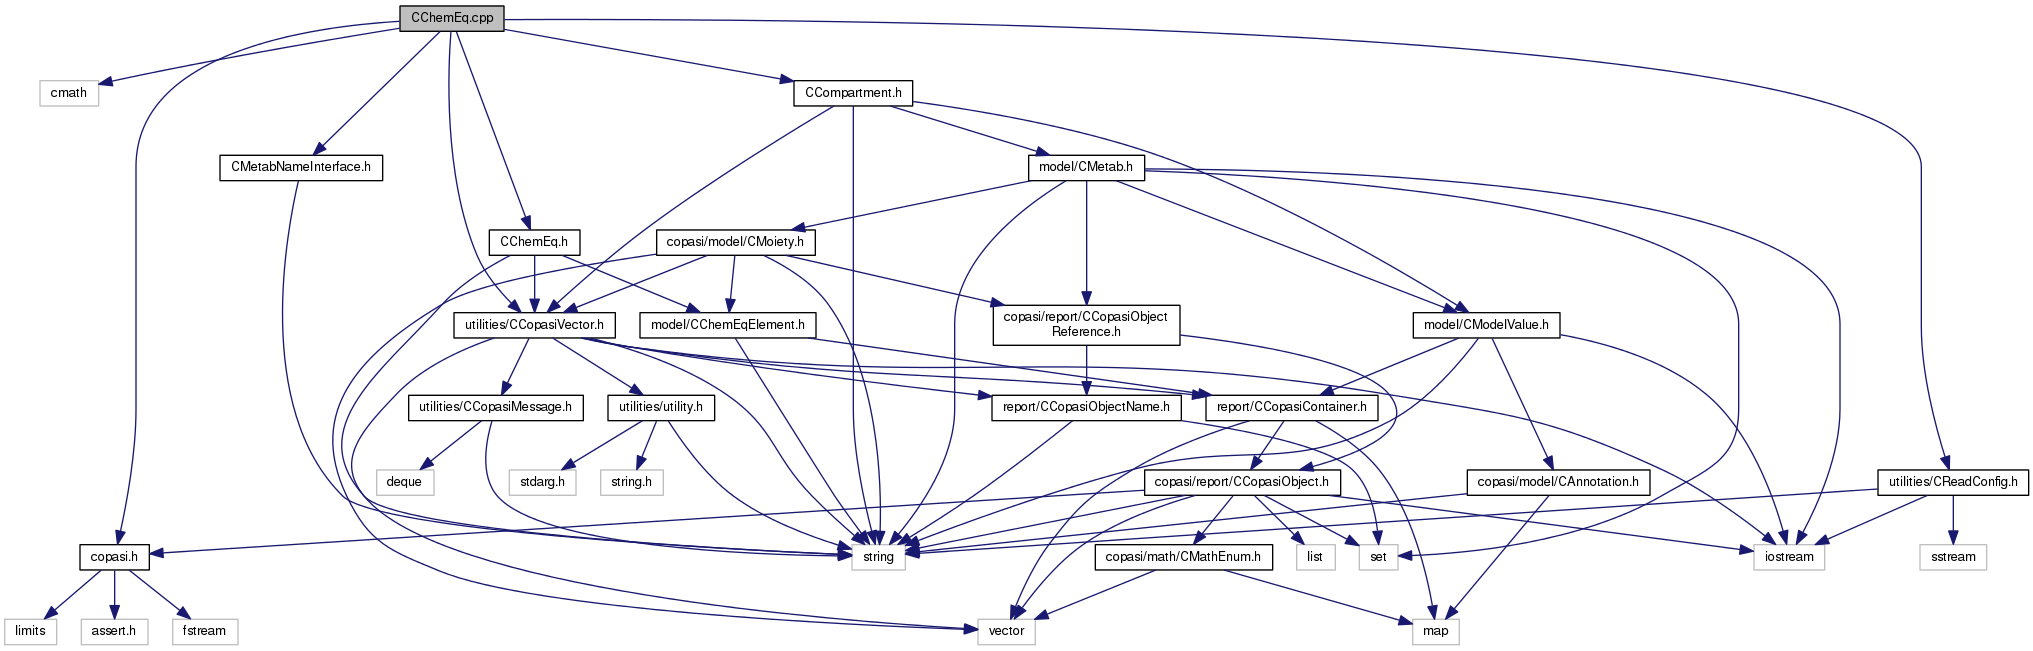 CChemEq.cpp
cmath
CCompartment.h
CMetabNameInterface.h
model/CMetab.h
CChemEq.h
copasi/model/CMoiety.h
utilities/CCopasiVector.h
model/CChemEqElement.h
copasi/report/CCopasiObject
Reference.h
model/CModelValue.h
utilities/CCopasiMessage.h
utilities/utility.h
report/CCopasiObjectName.h
report/CCopasiContainer.h
deque
stdarg.h
string.h
copasi/report/CCopasiObject.h
copasi/model/CAnnotation.h
utilities/CReadConfig.h
copasi.h
string
copasi/math/CMathEnum.h
list
set
iostream
sstream
limits
assert.h
fstream
vector
map